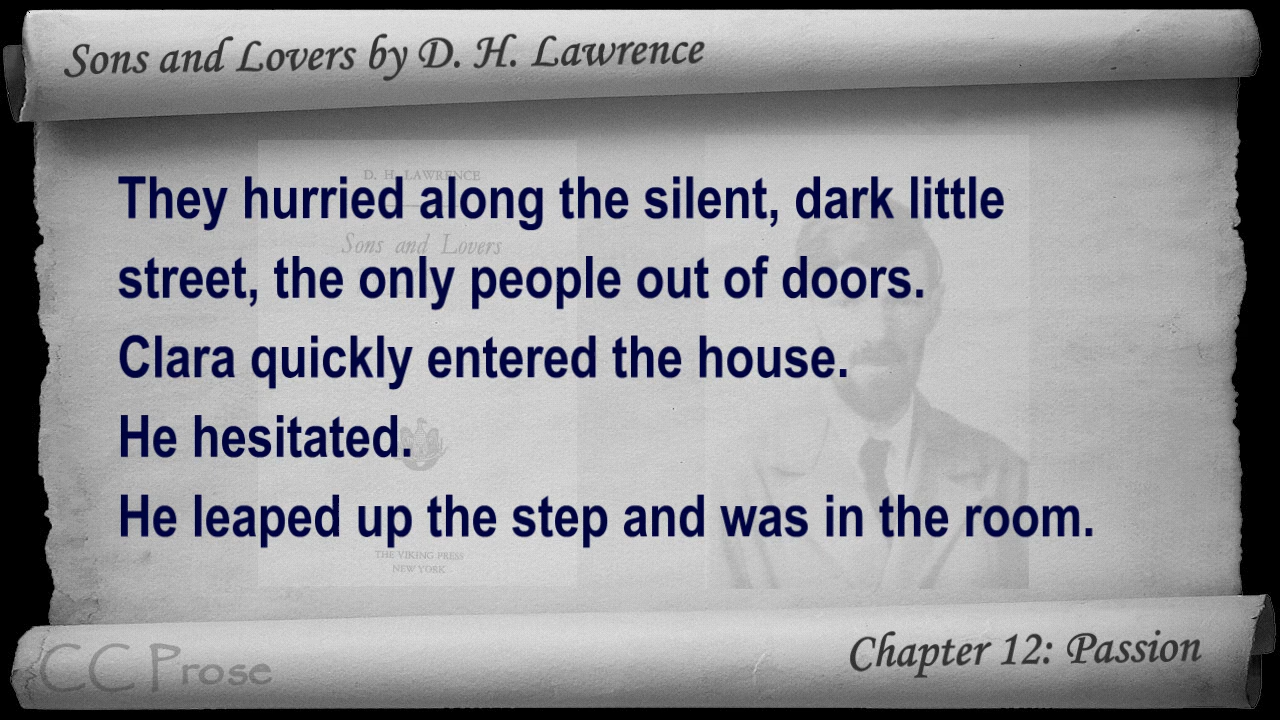 Sons and Lovers by D. H. Lawrence
D. H. LAWRENCE
They hurried along the silent, dark little
Sons and Lovers
street, the only people out of doors.
Clara quickly entered the house.
He hesitated.
He leaped up the step and was in the room.
THE VIKING PRESS
NEW YORK
CC Prose
Chapter 12: Passion